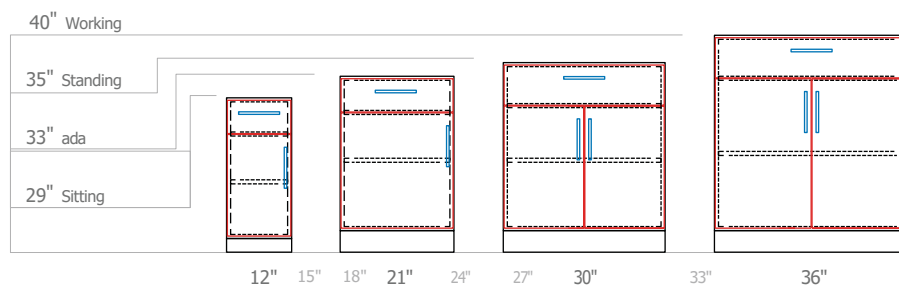 40" Working
35" Standing
33" ada
29" Sitting
12" 15" 18" 21" 24" 27" 30" 33" 36"